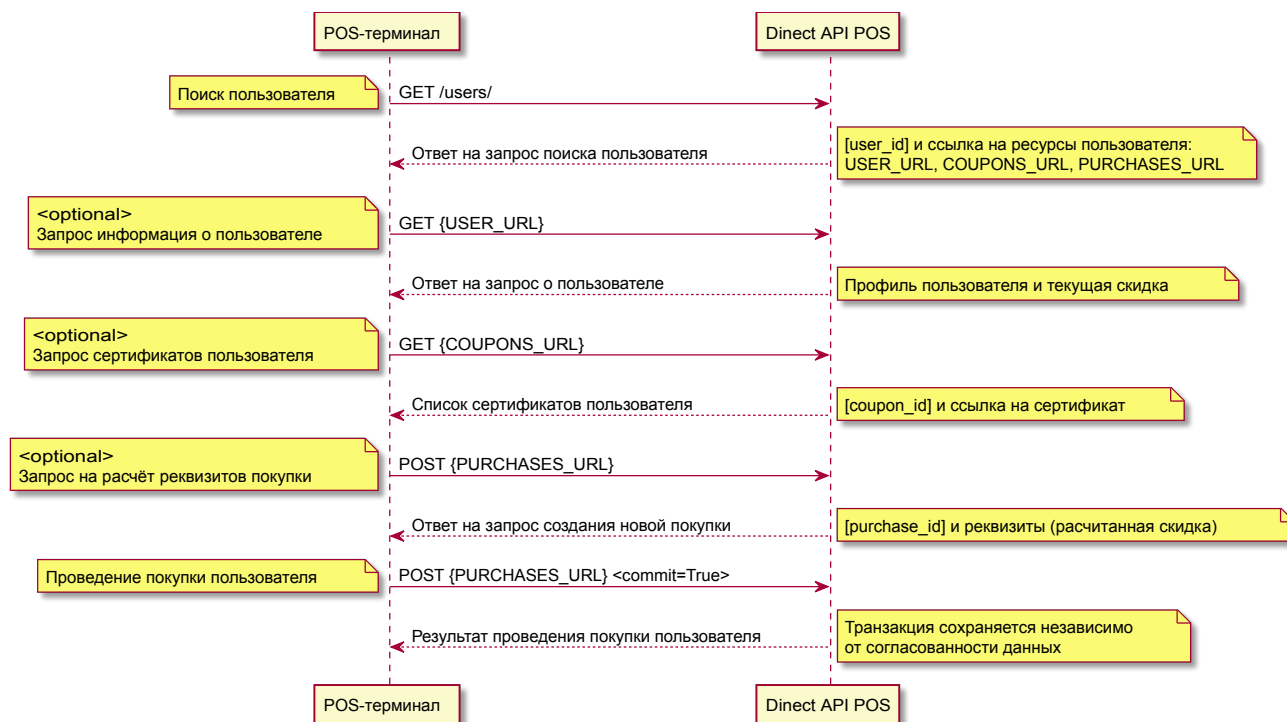 POS-терминал
Dinect API POS
Поиск пользователя
GET /users/
Ответ на запрос поиска пользователя
[user_id] и ссылка на ресурсы пользователя:
USER_URL, COUPONS_URL, PURCHASES_URL
<optional>
Запрос информация о пользователе
GET {USER_URL}
Ответ на запрос о пользователе
Профиль пользователя и текущая скидка
<optional>
Запрос сертификатов пользователя
GET {COUPONS_URL}
Список сертификатов пользователя
[coupon_id] и ссылка на сертификат
<optional>
Запрос на расчёт реквизитов покупки
POST {PURCHASES_URL}
Ответ на запрос создания новой покупки
[purchase_id] и реквизиты (расчитанная скидка)
Проведение покупки пользователя
POST {PURCHASES_URL} <commit=True>
Результат проведения покупки пользователя
Транзакция сохраняется независимо
от согласованности данных
POS-терминал
Dinect API POS